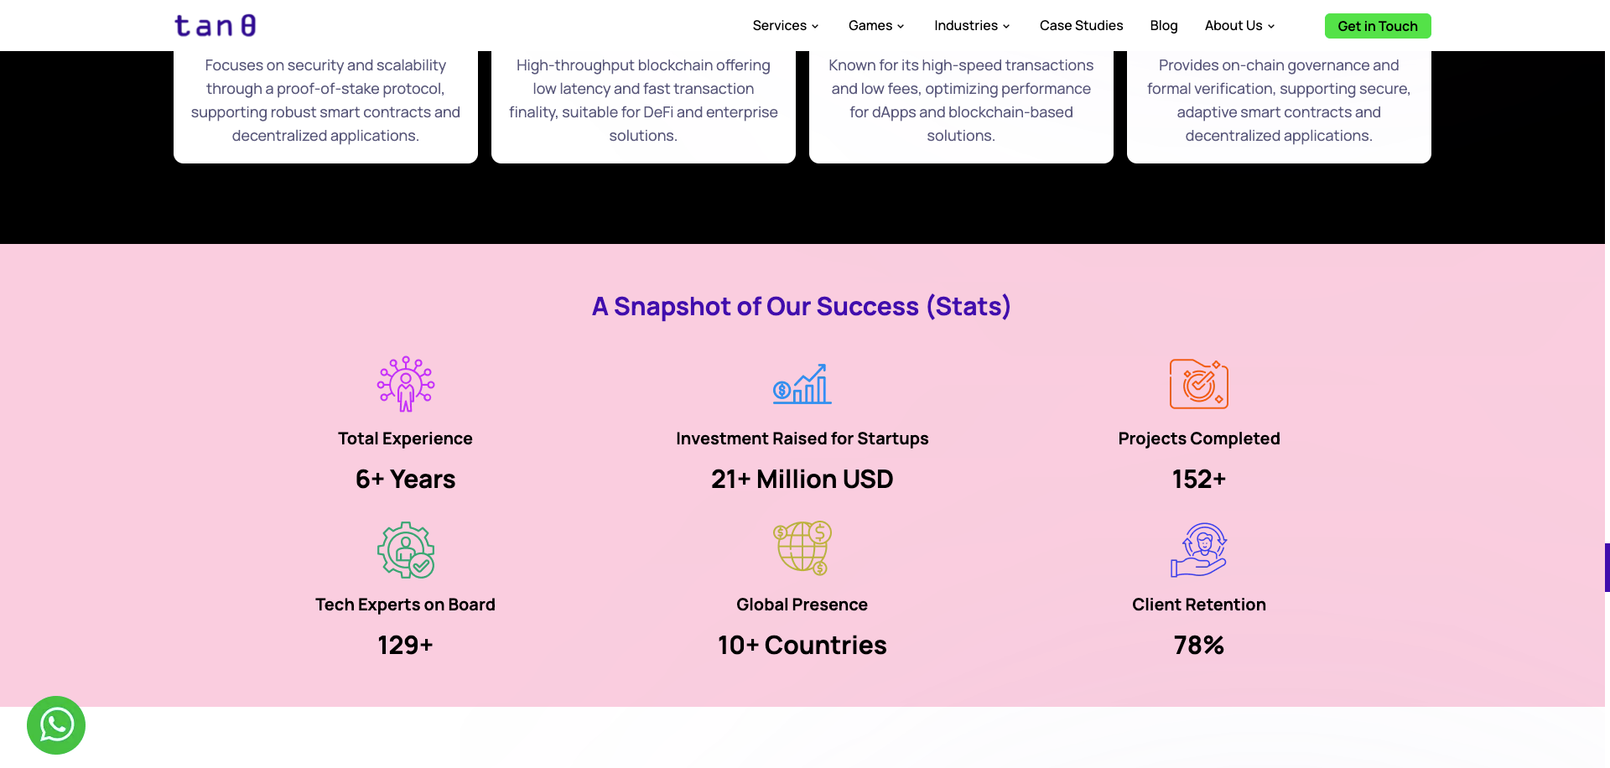 tan θ
Services
Games
Industries
Case Studies
Blog
About Us
Get in Touch
Focuses on security and scalability
through a proof-of-stake protocol,
supporting robust smart contracts and
decentralized applications.
High-throughput blockchain offering
low latency and fast transaction
finality, suitable for DeFi and enterprise
solutions.
Known for its high-speed transactions
and low fees, optimizing performance
for dApps and blockchain-based
solutions.
Provides on-chain governance and
formal verification, supporting secure,
adaptive smart contracts and
decentralized applications.
A Snapshot of Our Success (Stats)
Total Experience
6+ Years
Investment Raised for Startups
21+ Million USD
Projects Completed
152+
Tech Experts on Board
129+
Global Presence
10+ Countries
Client Retention
78%